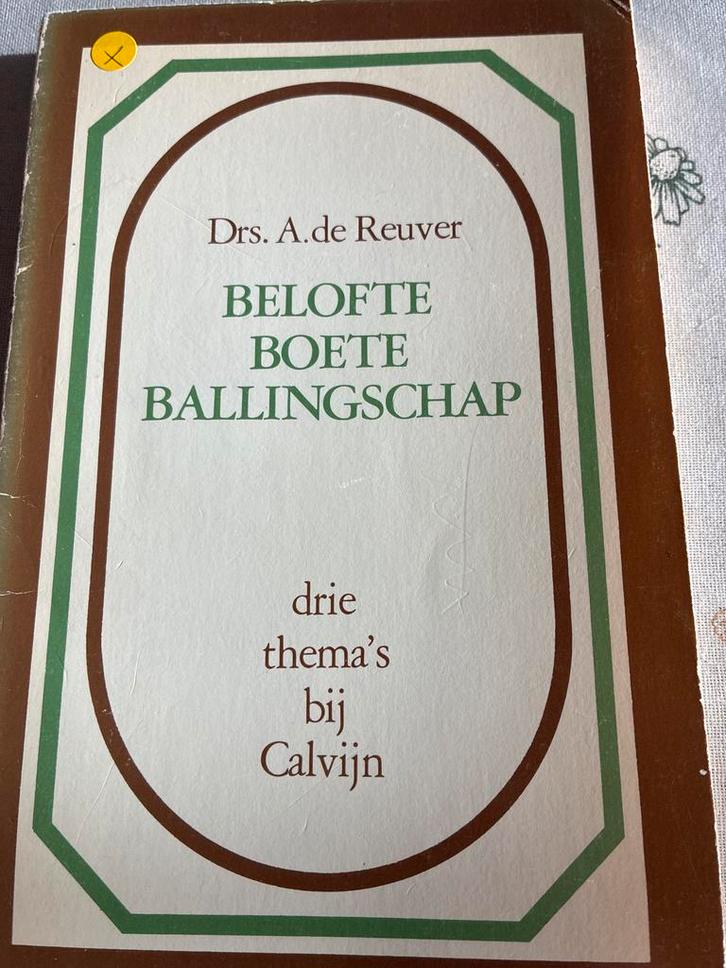 Drs. A.de Reuver
BELOFTE
BOETE
BALLINGSCHAP
drie
thema's
bij
Calvijn